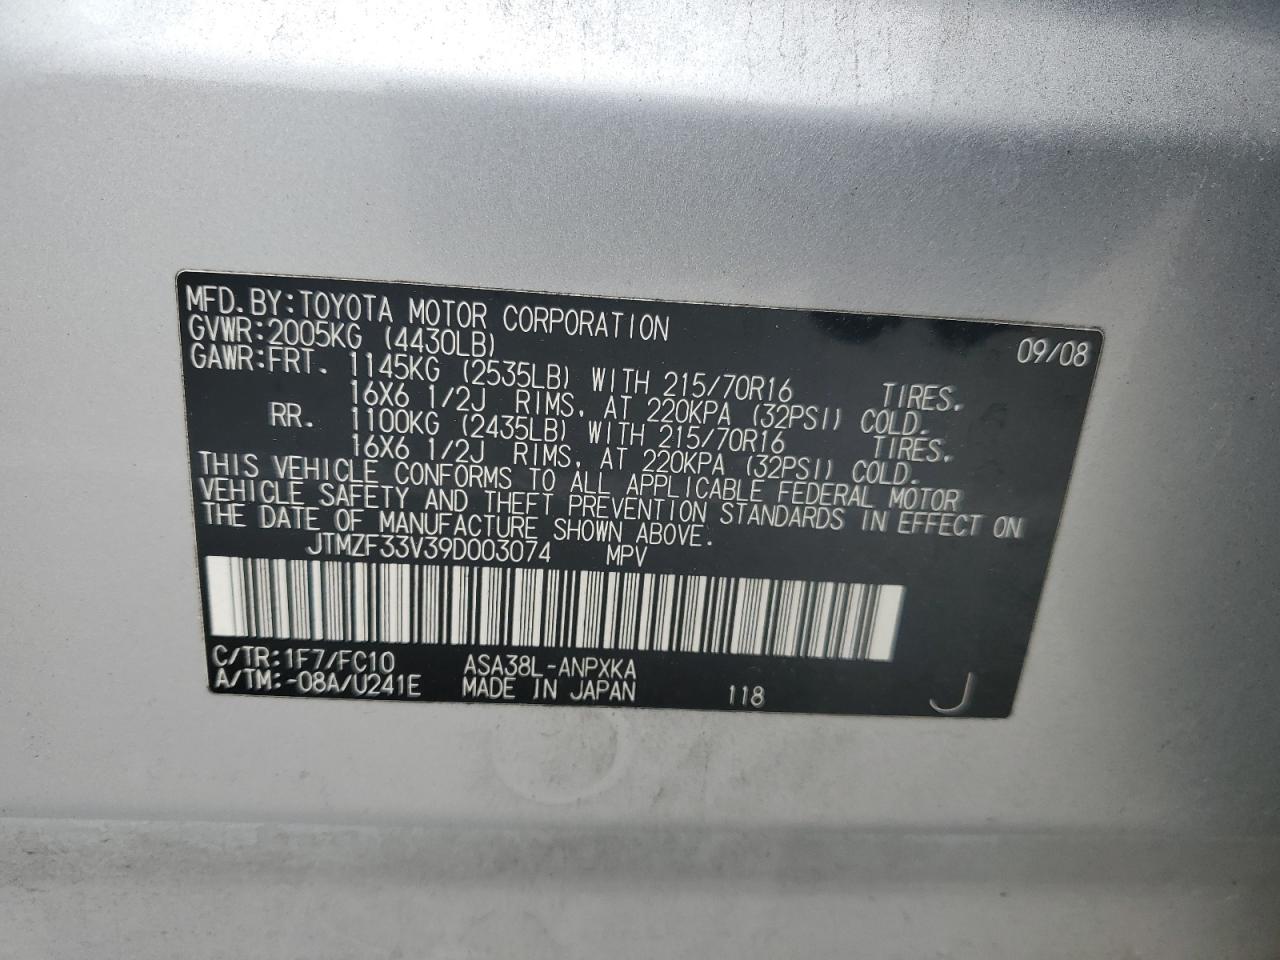 MFD. BY: TOYOTA MOTOR CORPORATION 09/08
GVWR: 2005KG (4430LB)
GAWR: FRT. 1145KG (2535LB) WITH 215/70R16 TIRES.
16X6 1/2J RIMS, AT 220KPA (32PSI) COLD.
RR. 1100KG (2435LB) WITH 215/70R16 TIRES.
16X6 1/2J RIMS, AT 220KPA (32PSI) COLD.
THIS VEHICLE CONFORMS TO ALL APPLICABLE FEDERAL MOTOR
VEHICLE SAFETY AND THEFT PREVENTION STANDARDS IN EFFECT ON
THE DATE OF MANUFACTURE SHOWN ABOVE.
JTMZF33V39D003074 MPV
C/TR: 1F7/FC10 ASA38L-ANPXKA
A/TM: -08A/U241E MADE IN JAPAN 118 J